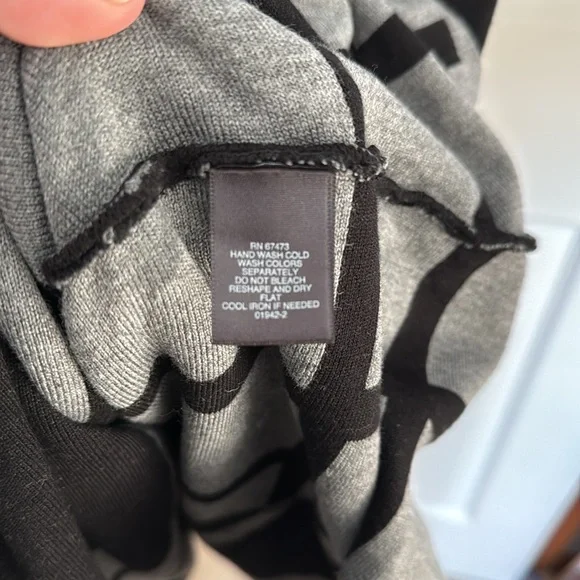 RN 67473
HAND WASH COLD
WASH COLORS
SEPARATELY
DO NOT BLEACH
RESHAPE AND DRY
FLAT
COOL IRON IF NEEDED
01942-2